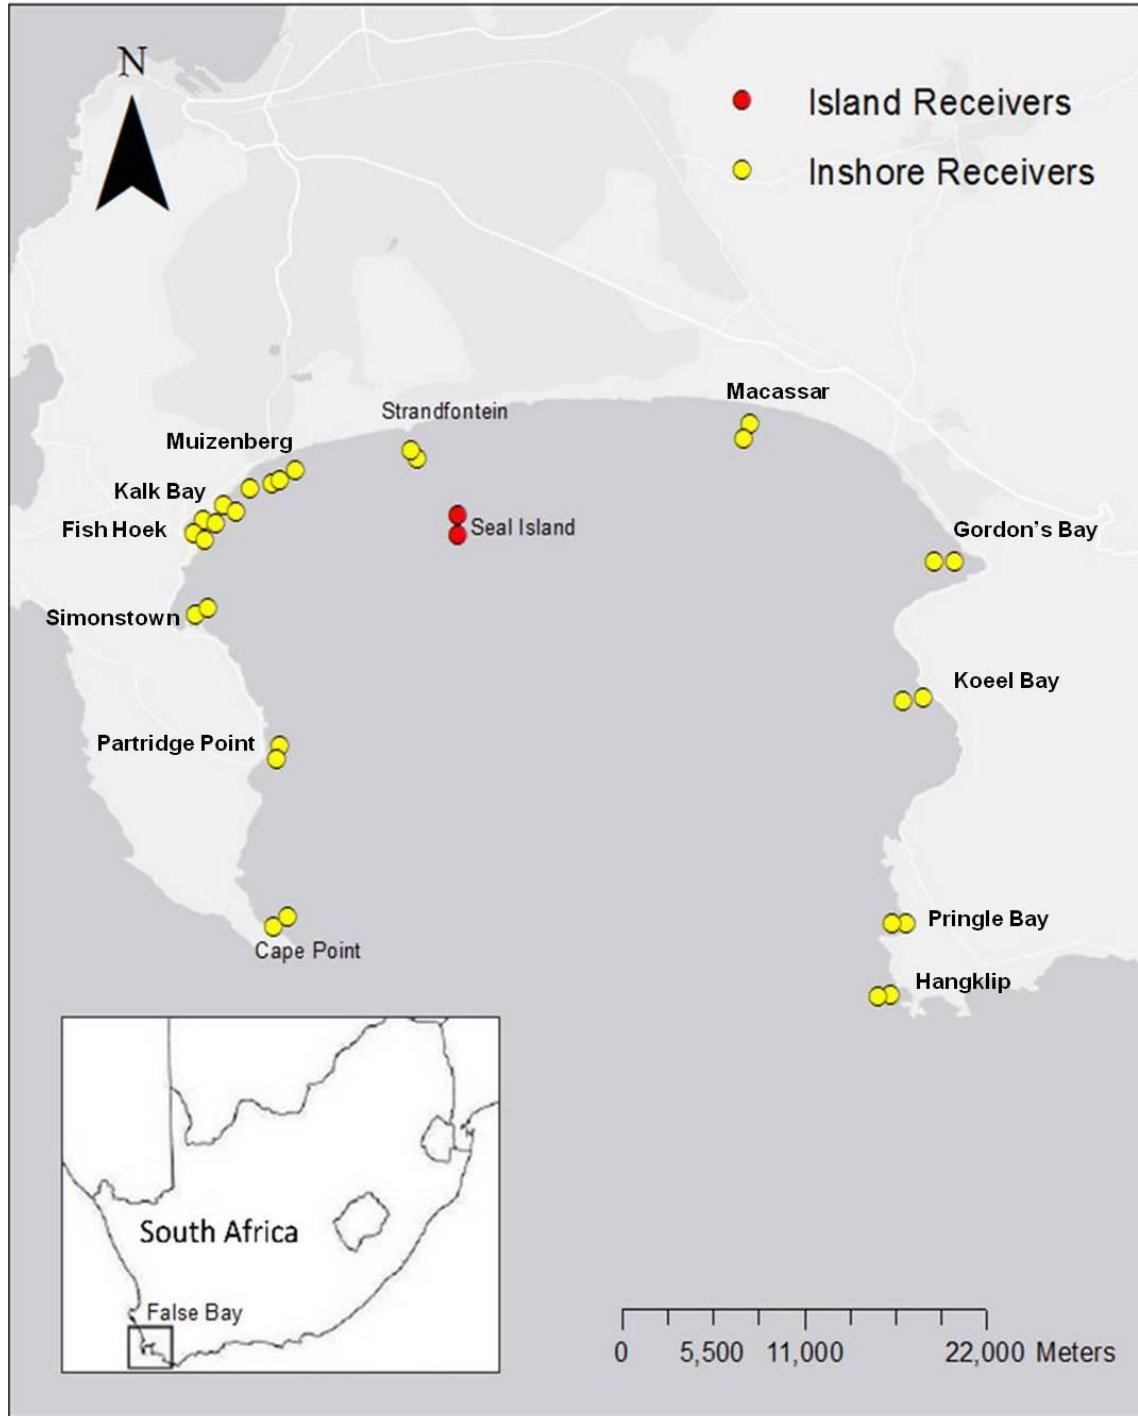 N
Island Receivers
Inshore Receivers
Macassar
Strandfontein
Muizenberg
Kalk Bay
Fish Hoek
Seal Island
Gordon's Bay
Simonstown
Koeel Bay
Partridge Point
Pringle Bay
Cape Point
Hangklip
South Africa
False Bay
0 5,500 11,000 22,000 Meters